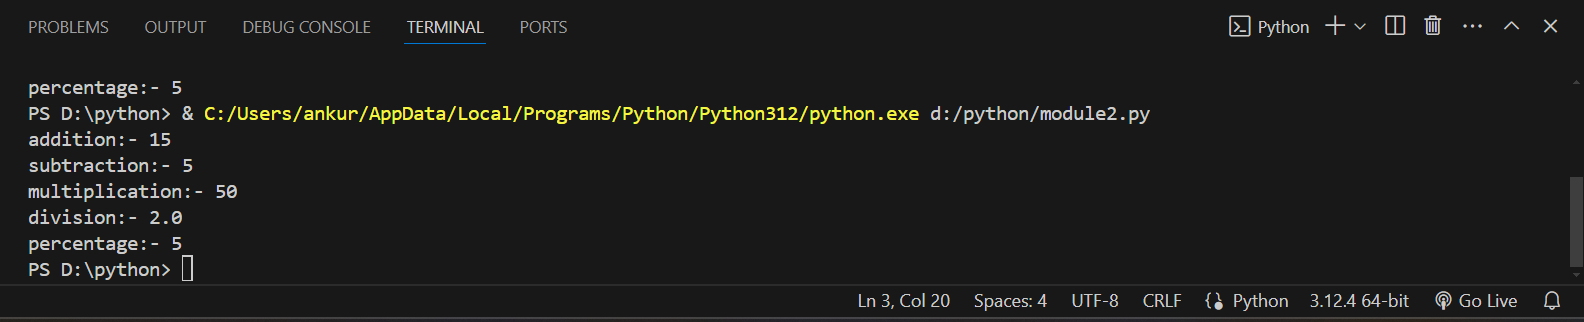 PROBLEMS OUTPUT DEBUG CONSOLE TERMINAL PORTS Python
percentage:- 5
PS D:\python> & C:/Users/ankur/AppData/Local/Programs/Python/Python312/python.exe d:/python/module2.py
addition:- 15
subtraction:- 5
multiplication:- 50
division:- 2.0
percentage:- 5
PS D:\python>
Ln 3, Col 20 Spaces: 4 UTF-8 CRLF Python 3.12.4 64-bit Go Live